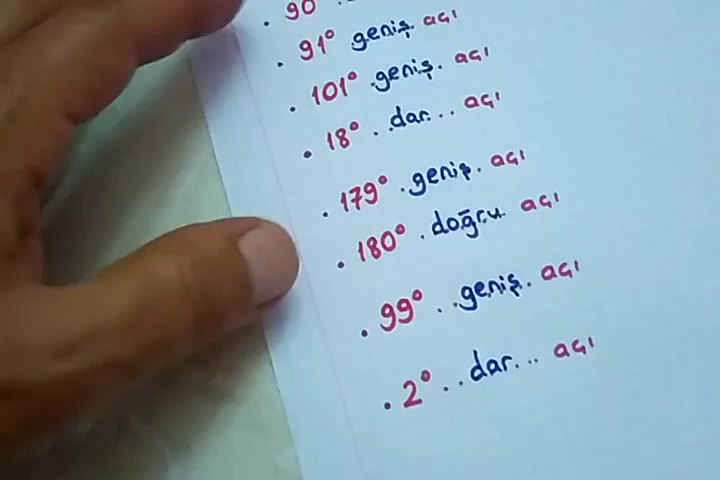 . 90°
. 91° geniş açı
. 101° .geniş. açı
. 18° ..dar... açı
. 179° .geniş. açı
. 180° .doğru. açı
. 99° ..geniş. açı
. 2° ..dar... açı